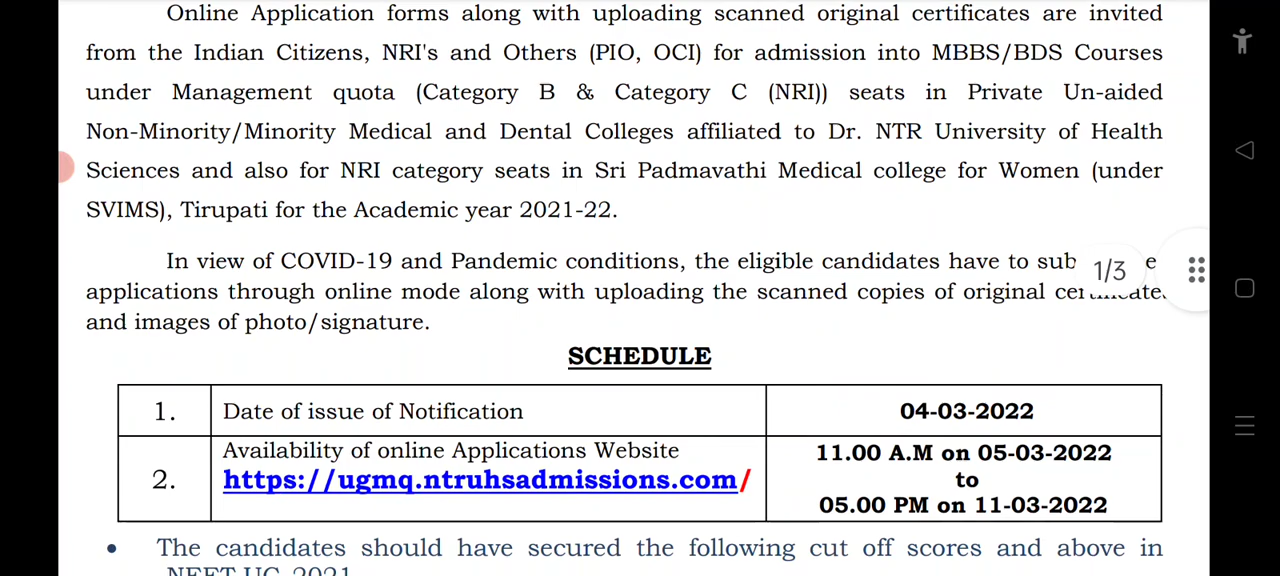 Online Application forms along with uploading scanned original certificates are invited
from the Indian Citizens, NRI's and Others (PIO, OCI) for admission into MBBS/BDS Courses
under Management quota (Category B & Category C (NRI)) seats in Private Un-aided
Non-Minority/Minority Medical and Dental Colleges affiliated to Dr. NTR University of Health
Sciences and also for NRI category seats in Sri Padmavathi Medical college for Women (under
SVIMS), Tirupati for the Academic year 2021-22.
In view of COVID-19 and Pandemic conditions, the eligible candidates have to
1/3
applications through online mode along with uploading the scanned copies of original
and images of photo/signature.
SCHEDULE
1. Date of issue of Notification 04-03-2022
2. Availability of online Applications Website
https://ugmq.ntruhsadmissions.com/
11.00 A.M on 05-03-2022
to
05.00 PM on 11-03-2022
• The candidates should have secured the following cut off scores and above in
NEET UG-2021